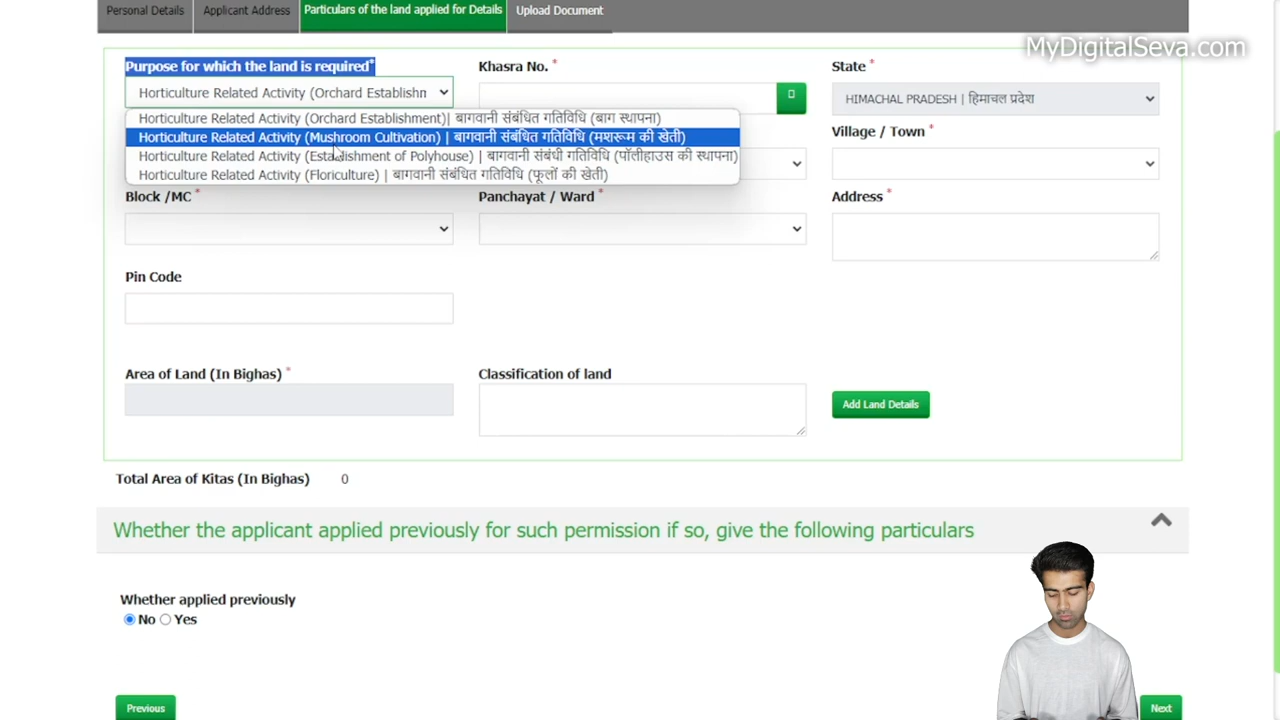 Personal Details
Applicant Address
Particulars of the land applied for Details
Upload Document
MyDigitalSeva.com
Purpose for which the land is required*
Khasra No. *
State *
Horticulture Related Activity (Orchard Establishn
HIMACHAL PRADESH | हिमाचल प्रदेश
Horticulture Related Activity (Orchard Establishment)| बागवानी संबंधित गतिविधि (बाग स्थापना)
Horticulture Related Activity (Mushroom Cultivation) | बागवानी संबंधित गतिविधि (मशरूम की खेती)
Horticulture Related Activity (Establishment of Polyhouse) | बागवानी संबंधी गतिविधि (पॉलीहाउस की स्थापना)
Horticulture Related Activity (Floriculture) | बागवानी संबंधित गतिविधि (फूलों की खेती)
Village / Town *
Block /MC *
Panchayat / Ward *
Address *
Pin Code
Area of Land (In Bighas) *
Classification of land
Add Land Details
Total Area of Kitas (In Bighas) 0
Whether the applicant applied previously for such permission if so, give the following particulars
Whether applied previously
No Yes
Previous
Next